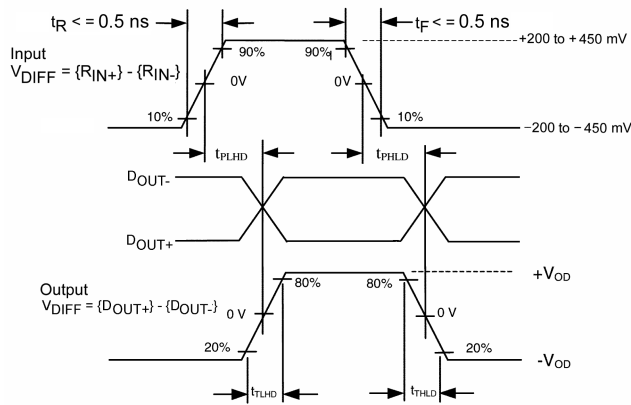 tR <= 0.5 ns
tF <= 0.5 ns
Input
VDIFF = {RIN+} - {RIN-}
90%
90%
+200 to +450 mV
0V
0V
10%
10%
−200 to −450 mV
tPLHD
tPHLD
DOUT-
DOUT+
Output
VDIFF = {DOUT+} - {DOUT-}
80%
80%
+VOD
0 V
0 V
20%
20%
-VOD
tTLHD
tTHLD